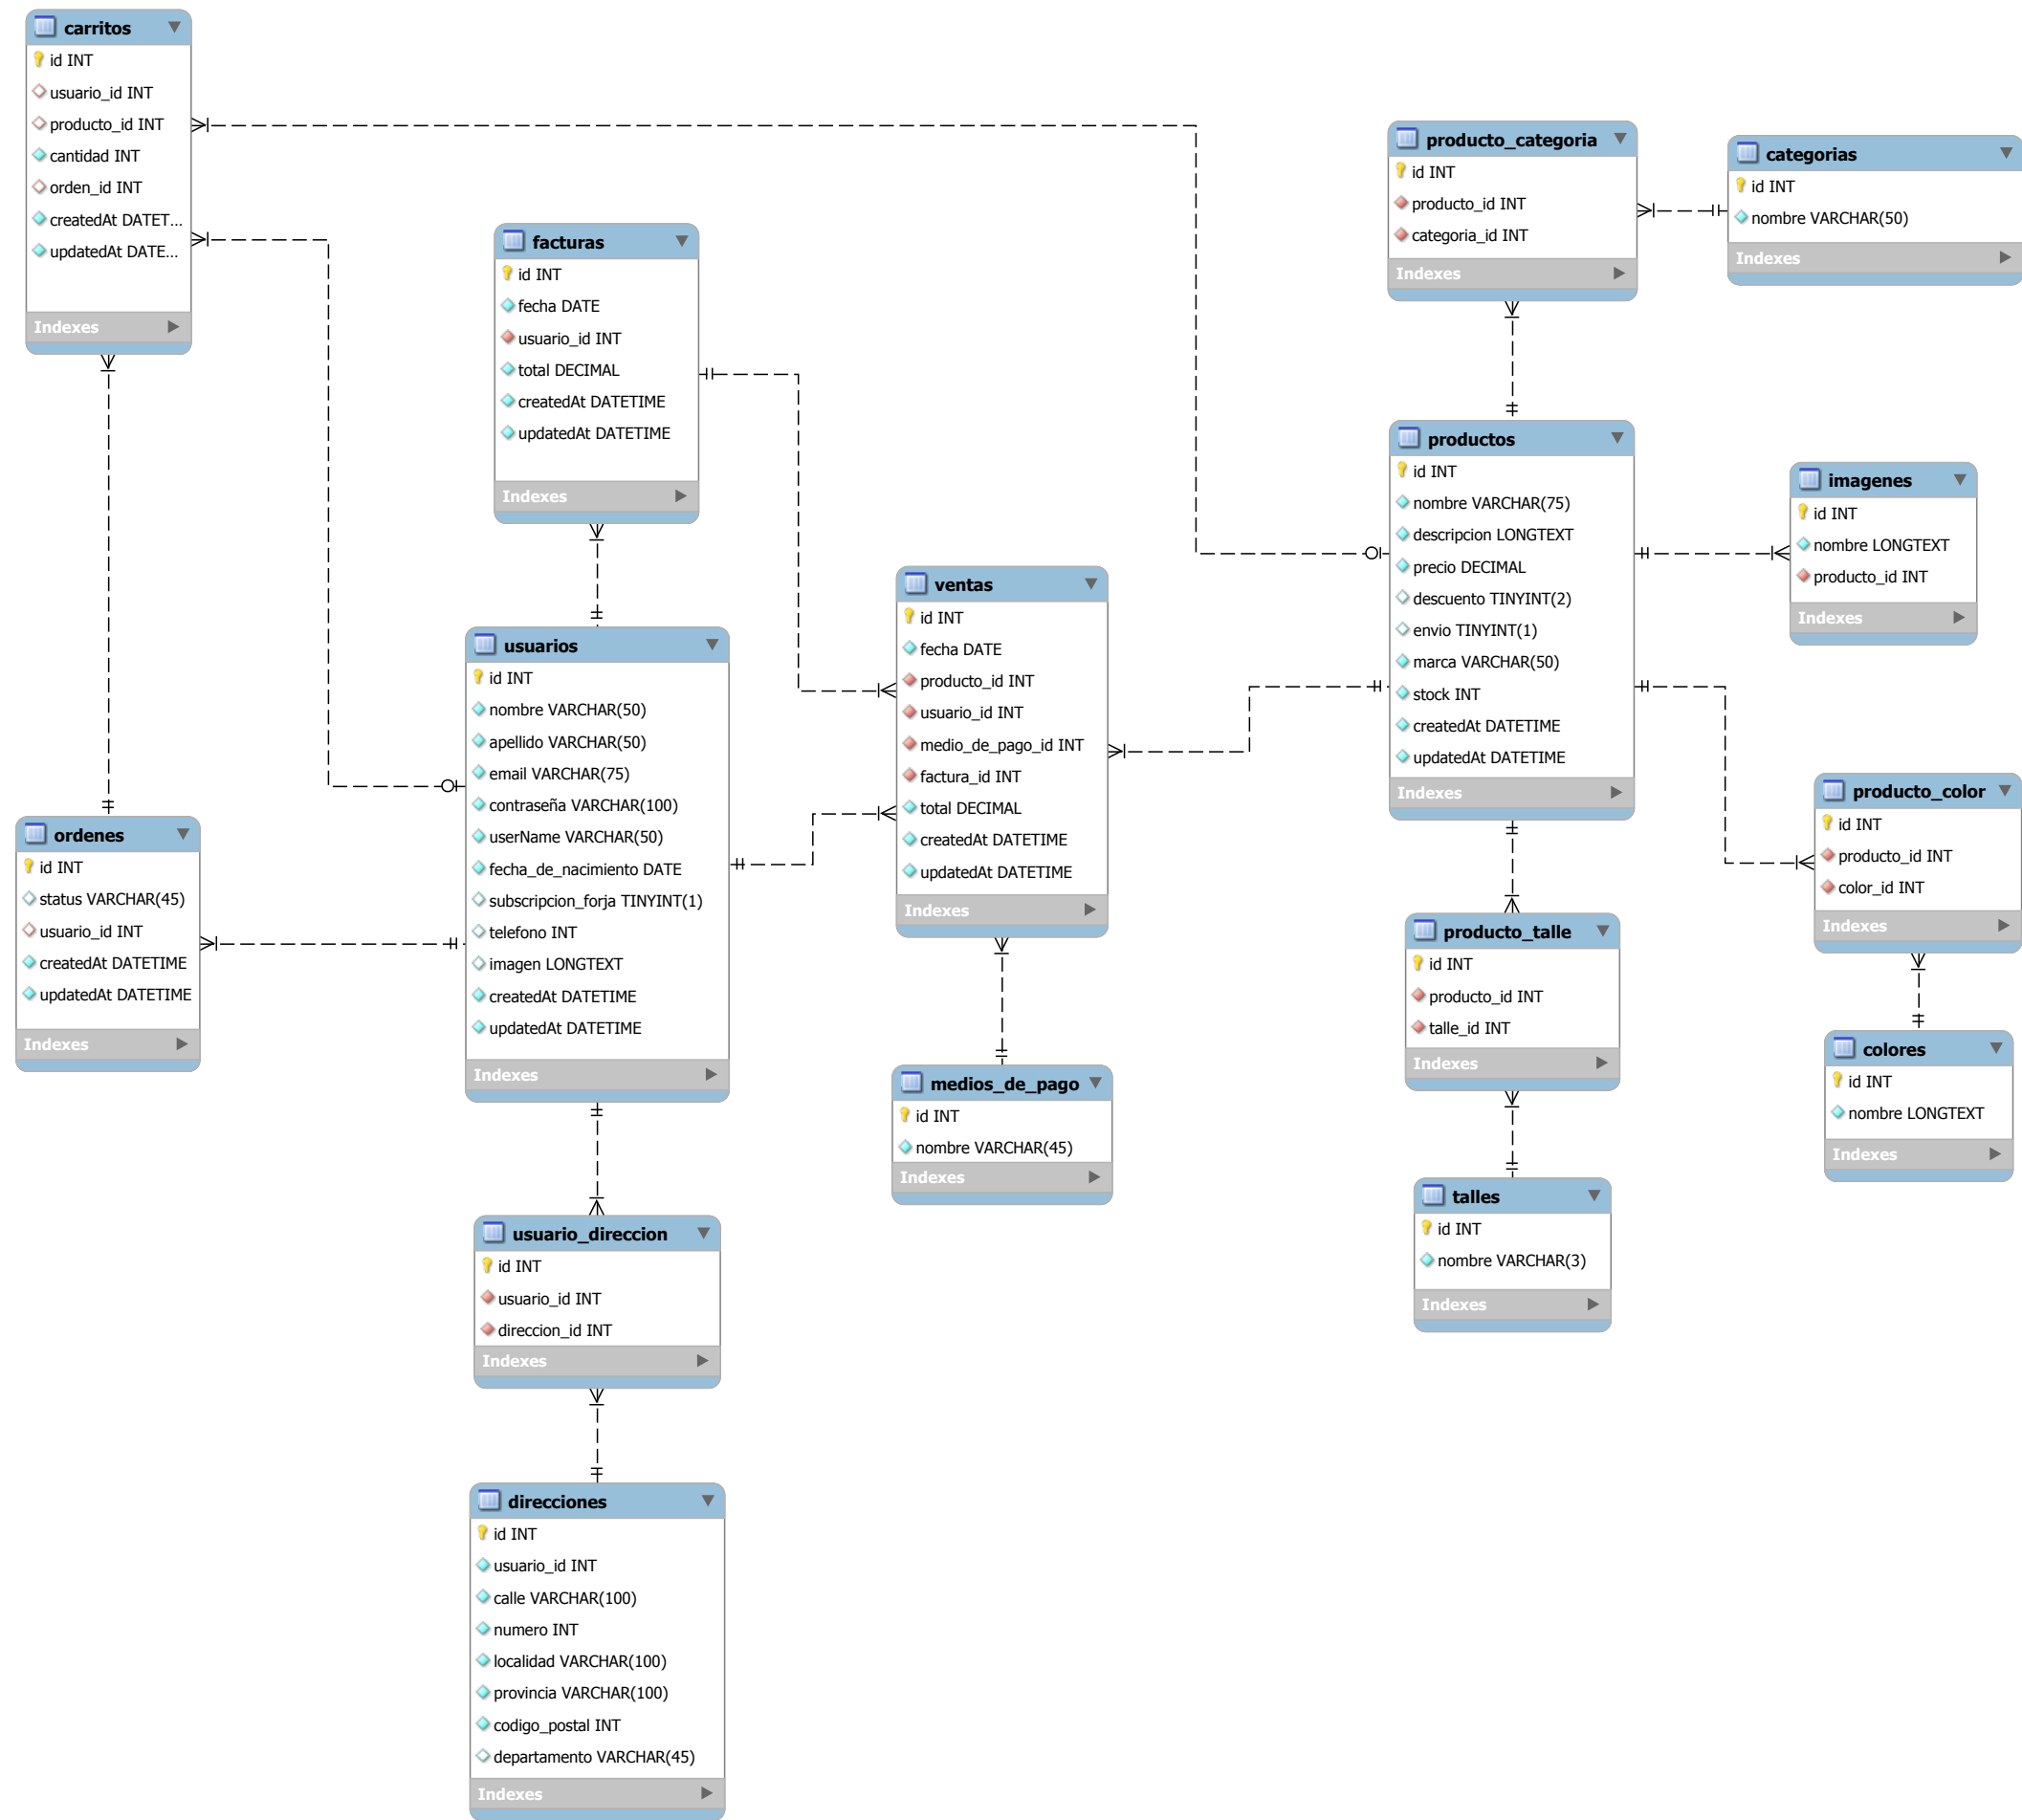 carritos
id INT
usuario_id INT
producto_id INT
cantidad INT
orden_id INT
createdAt DATET...
updatedAt DATE...
Indexes
facturas
id INT
fecha DATE
usuario_id INT
total DECIMAL
createdAt DATETIME
updatedAt DATETIME
Indexes
producto_categoria
id INT
producto_id INT
categoria_id INT
Indexes
categorias
id INT
nombre VARCHAR(50)
Indexes
productos
id INT
nombre VARCHAR(75)
descripcion LONGTEXT
precio DECIMAL
descuento TINYINT(2)
envio TINYINT(1)
marca VARCHAR(50)
stock INT
createdAt DATETIME
updatedAt DATETIME
Indexes
imagenes
id INT
nombre LONGTEXT
producto_id INT
Indexes
ventas
id INT
fecha DATE
producto_id INT
usuario_id INT
medio_de_pago_id INT
factura_id INT
total DECIMAL
createdAt DATETIME
updatedAt DATETIME
Indexes
usuarios
id INT
nombre VARCHAR(50)
apellido VARCHAR(50)
email VARCHAR(75)
contraseña VARCHAR(100)
userName VARCHAR(50)
fecha_de_nacimiento DATE
subscripcion_forja TINYINT(1)
telefono INT
imagen LONGTEXT
createdAt DATETIME
updatedAt DATETIME
Indexes
ordenes
id INT
status VARCHAR(45)
usuario_id INT
createdAt DATETIME
updatedAt DATETIME
Indexes
producto_color
id INT
producto_id INT
color_id INT
Indexes
producto_talle
id INT
producto_id INT
talle_id INT
Indexes
colores
id INT
nombre LONGTEXT
Indexes
medios_de_pago
id INT
nombre VARCHAR(45)
Indexes
talles
id INT
nombre VARCHAR(3)
Indexes
usuario_direccion
id INT
usuario_id INT
direccion_id INT
Indexes
direcciones
id INT
usuario_id INT
calle VARCHAR(100)
numero INT
localidad VARCHAR(100)
provincia VARCHAR(100)
codigo_postal INT
departamento VARCHAR(45)
Indexes